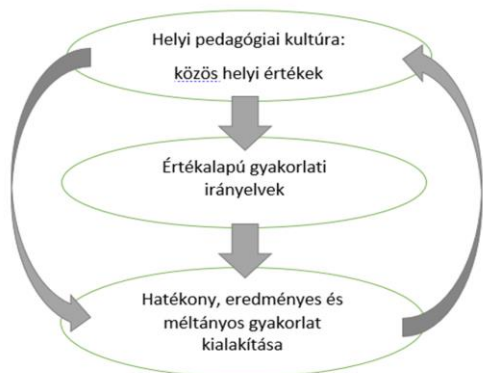 Helyi pedagógiai kultúra:
közös helyi értékek
Értékalapú gyakorlati
irányelvek
Hatékony, eredményes és
méltányos gyakorlat
kialakítása